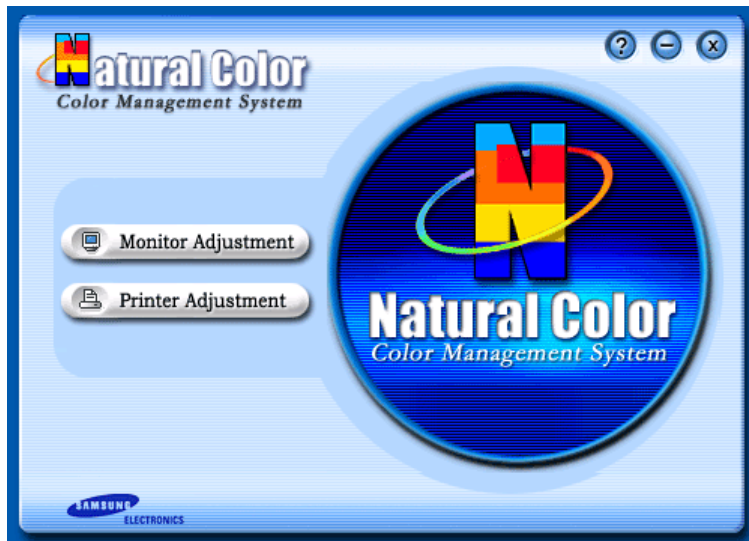 Natural Color
Color Management System
? – x
Monitor Adjustment
Printer Adjustment
N
Natural Color
Color Management System
SAMSUNG
ELECTRONICS